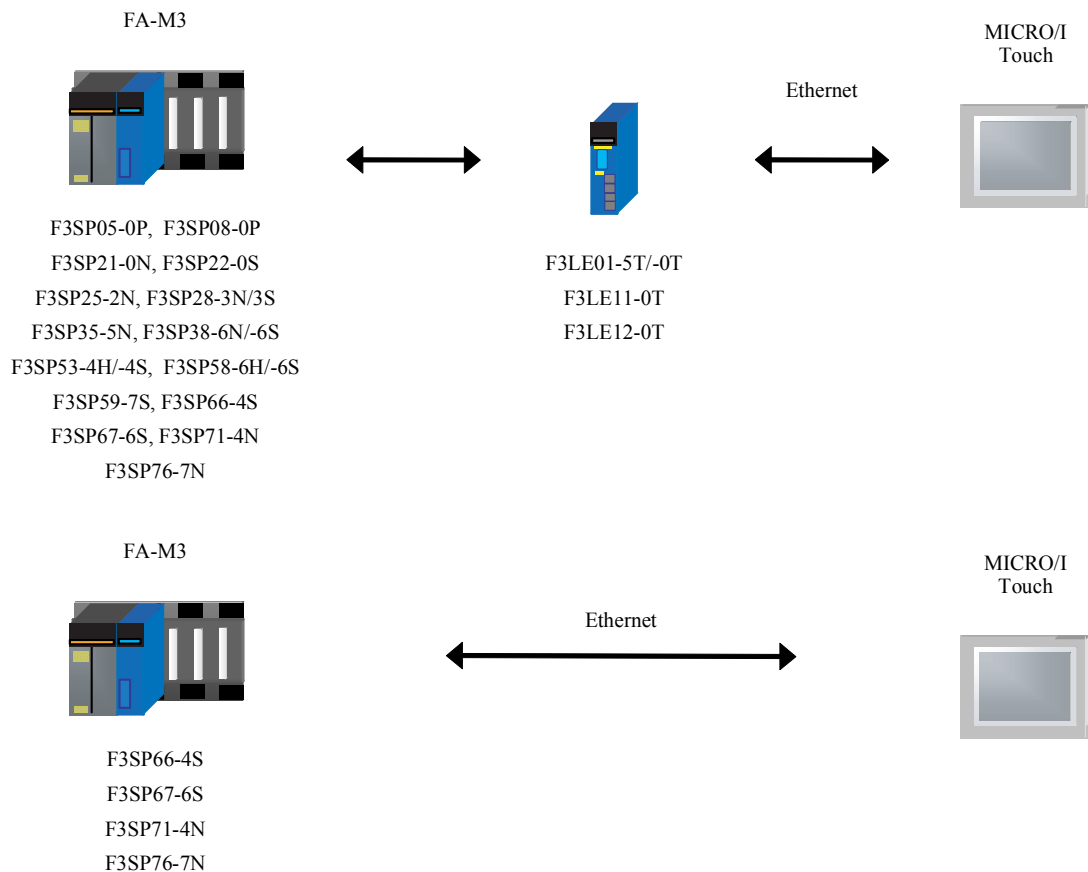 FA-M3
MICRO/I
Touch
Ethernet
F3SP05-0P, F3SP08-0P
F3SP21-0N, F3SP22-0S
F3SP25-2N, F3SP28-3N/3S
F3SP35-5N, F3SP38-6N/-6S
F3SP53-4H/-4S, F3SP58-6H/-6S
F3SP59-7S, F3SP66-4S
F3SP67-6S, F3SP71-4N
F3SP76-7N
F3LE01-5T/-0T
F3LE11-0T
F3LE12-0T
FA-M3
MICRO/I
Touch
Ethernet
F3SP66-4S
F3SP67-6S
F3SP71-4N
F3SP76-7N